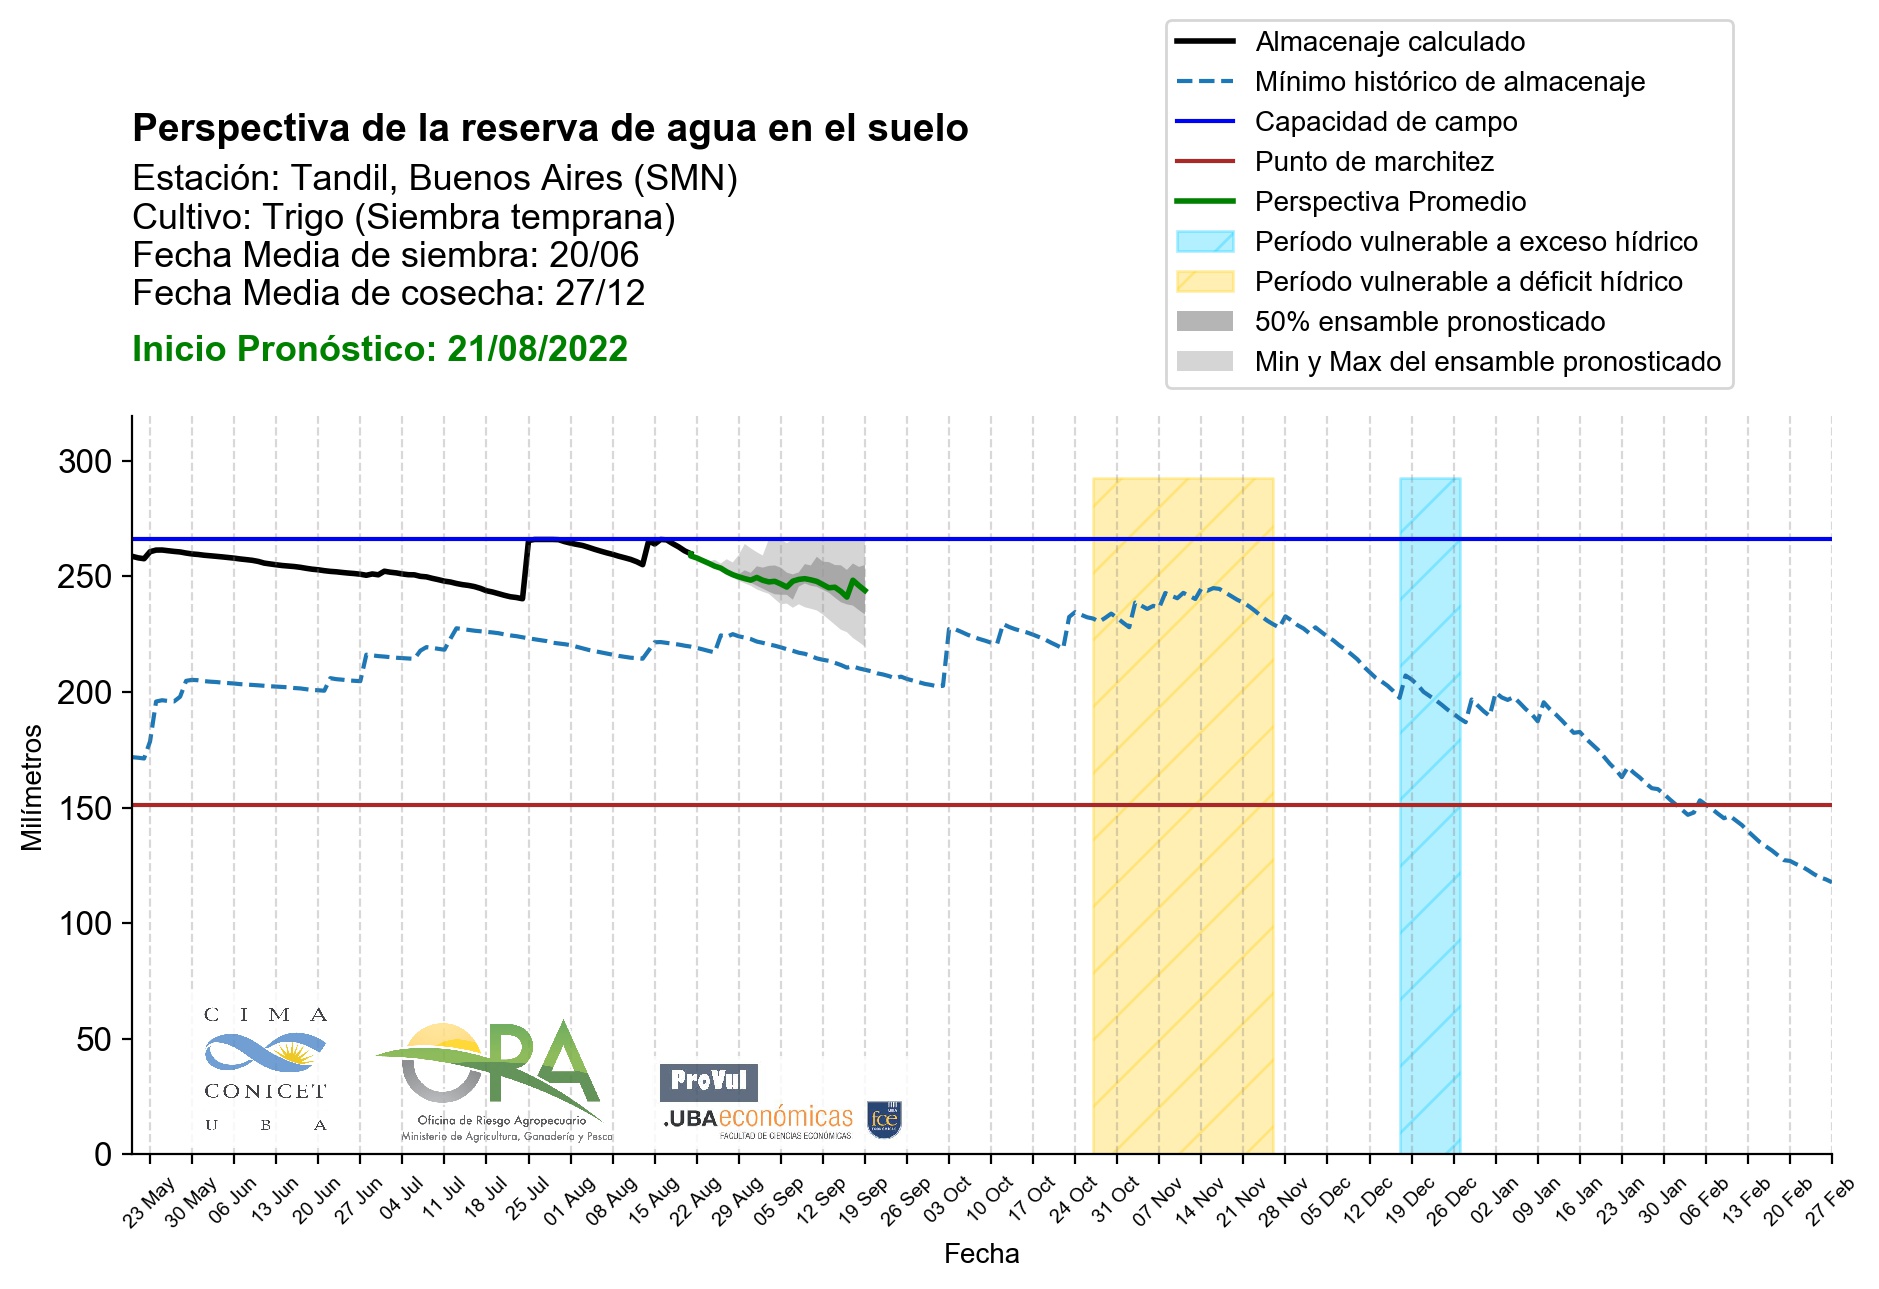 Almacenaje calculado
Mínimo histórico de almacenaje
Capacidad de campo
Punto de marchitez
Perspectiva Promedio
Período vulnerable a exceso hídrico
Período vulnerable a déficit hídrico
50% ensamble pronosticado
Min y Max del ensamble pronosticado
Perspectiva de la reserva de agua en el suelo
Estación: Tandil, Buenos Aires (SMN)
Cultivo: Trigo (Siembra temprana)
Fecha Media de siembra: 20/06
Fecha Media de cosecha: 27/12
Inicio Pronóstico: 21/08/2022
300
250
200
150
100
50
0
Milímetros
CIMA
CONICET
UBA
ORA
Oficina de Riesgo Agropecuario
Ministerio de Agricultura, Ganadería y Pesca
ProVul
.UBAeconómicas
FACULTAD DE CIENCIAS ECONÓMICAS
fce
23 May
30 May
06 Jun
13 Jun
20 Jun
27 Jun
04 Jul
11 Jul
18 Jul
25 Jul
01 Aug
08 Aug
15 Aug
22 Aug
29 Aug
05 Sep
12 Sep
19 Sep
26 Sep
03 Oct
10 Oct
17 Oct
24 Oct
31 Oct
07 Nov
14 Nov
21 Nov
28 Nov
05 Dec
12 Dec
19 Dec
26 Dec
02 Jan
09 Jan
16 Jan
23 Jan
30 Jan
06 Feb
13 Feb
20 Feb
27 Feb
Fecha